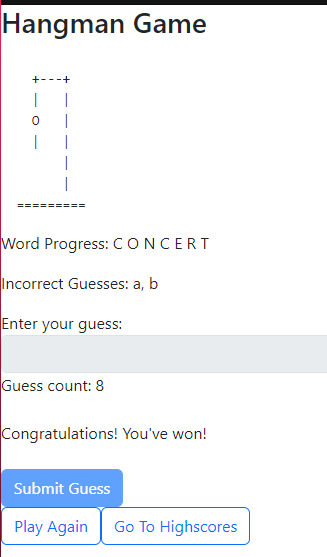 Hangman Game
+---+
|   |
O   |
|   |
    |
    |
=========
Word Progress: C O N C E R T
Incorrect Guesses: a, b
Enter your guess:
Guess count: 8
Congratulations! You've won!
Submit Guess
Play Again Go To Highscores